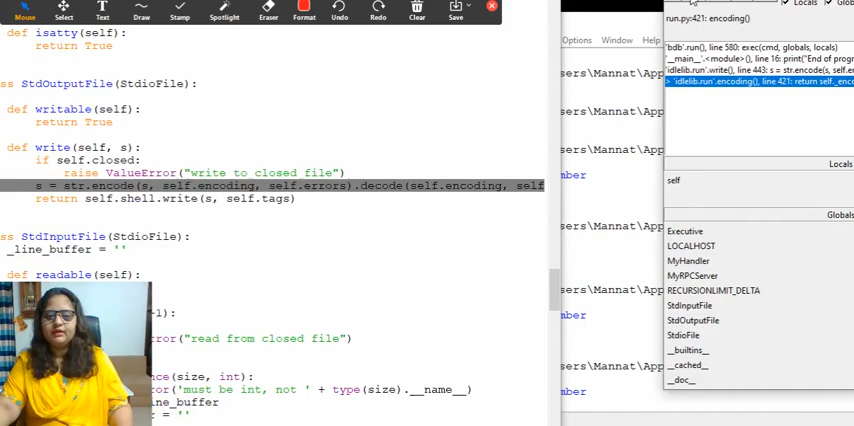 Mouse Select Text Draw Stamp Spotlight Eraser Format Undo Redo Clear Save
def isatty(self):
return True
ss StdOutputFile(StdioFile):
def writable(self):
return True
def write(self, s):
if self.closed:
raise ValueError("write to closed file")
s = str.encode(s, self.encoding, self.errors).decode(self.encoding, self
return self.shell.write(s, self.tags)
ss StdInputFile(StdioFile):
_line_buffer = ''
def readable(self):
-1):
ror("read from closed file")
nce(size, int):
ror('must be int, not ' + type(size).__name__)
ine_buffer
r = ''
Options Window Help
sers\Mannat\App
sers\Mannat\App
mber
sers\Mannat\App
sers\Mannat\App
mber
sers\Mannat\App
mber
Locals
run.py:421: encoding()
'bdb'.run(), line 580: exec(cmd, globals, locals)
'__main__'.<module>(), line 16: print("End of progr
'idlelib.run'.write(), line 443: s = str.encode(s, self.e
> 'idlelib.run'.encoding(), line 421: return self._enco
Locals
self
Globals
Executive
LOCALHOST
MyHandler
MyRPCServer
RECURSIONLIMIT_DELTA
StdInputFile
StdOutputFile
StdioFile
__builtins__
__cached__
__doc__